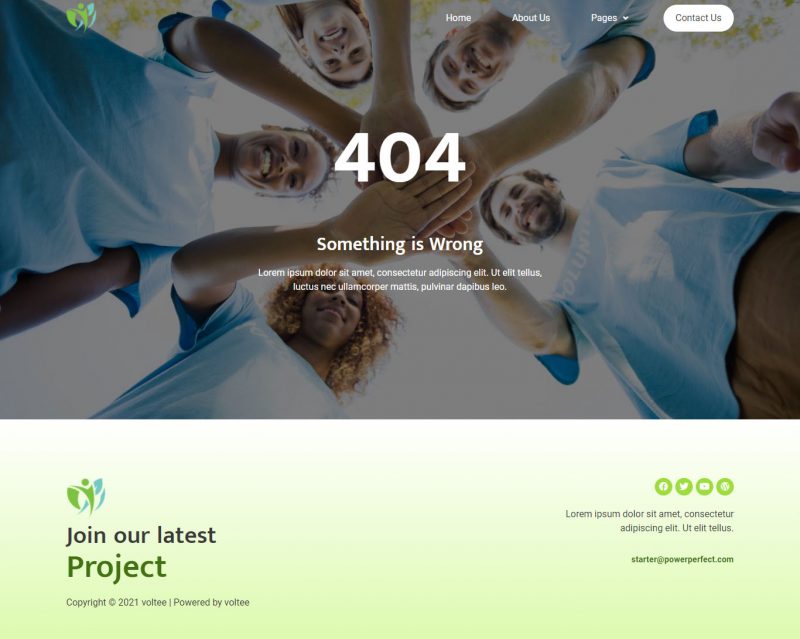 Home About Us Pages Contact Us
404
Something is Wrong
Lorem ipsum dolor sit amet, consectetur adipiscing elit. Ut elit tellus,
luctus nec ullamcorper mattis, pulvinar dapibus leo.
Join our latest
Project
Copyright © 2021 voltee | Powered by voltee
Lorem ipsum dolor sit amet, consectetur
adipiscing elit. Ut elit tellus.
starter@powerperfect.com